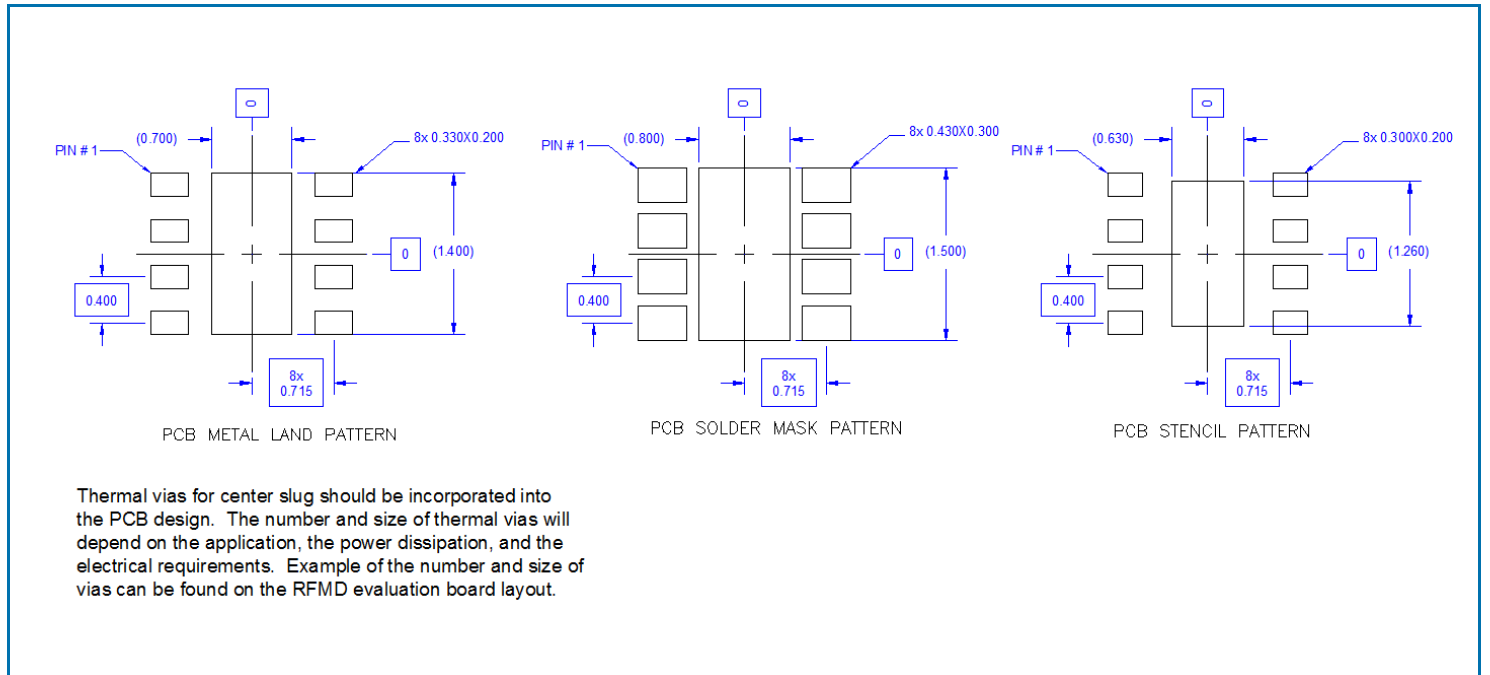 0
(0.700)
8x 0.330X0.200
PIN # 1
0
(1.400)
0.400
8x
0.715
PCB METAL LAND PATTERN
0
(0.800)
8x 0.430X0.300
PIN # 1
0
(1.500)
0.400
8x
0.715
PCB SOLDER MASK PATTERN
0
(0.630)
8x 0.300X0.200
PIN # 1
0
(1.260)
0.400
8x
0.715
PCB STENCIL PATTERN
Thermal vias for center slug should be incorporated into
the PCB design. The number and size of thermal vias will
depend on the application, the power dissipation, and the
electrical requirements. Example of the number and size of
vias can be found on the RFMD evaluation board layout.